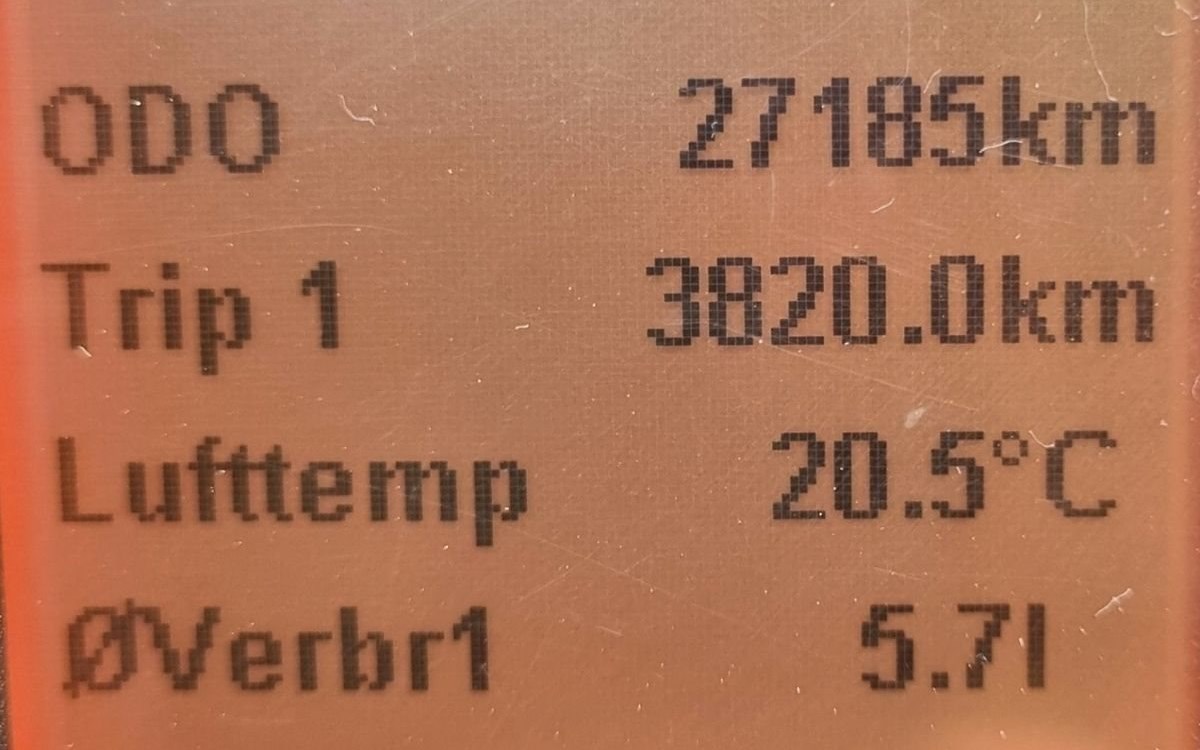 ODO 27185km
Trip 1 3820.0km
Lufttemp 20.5°C
ØVerbr1 5.7l